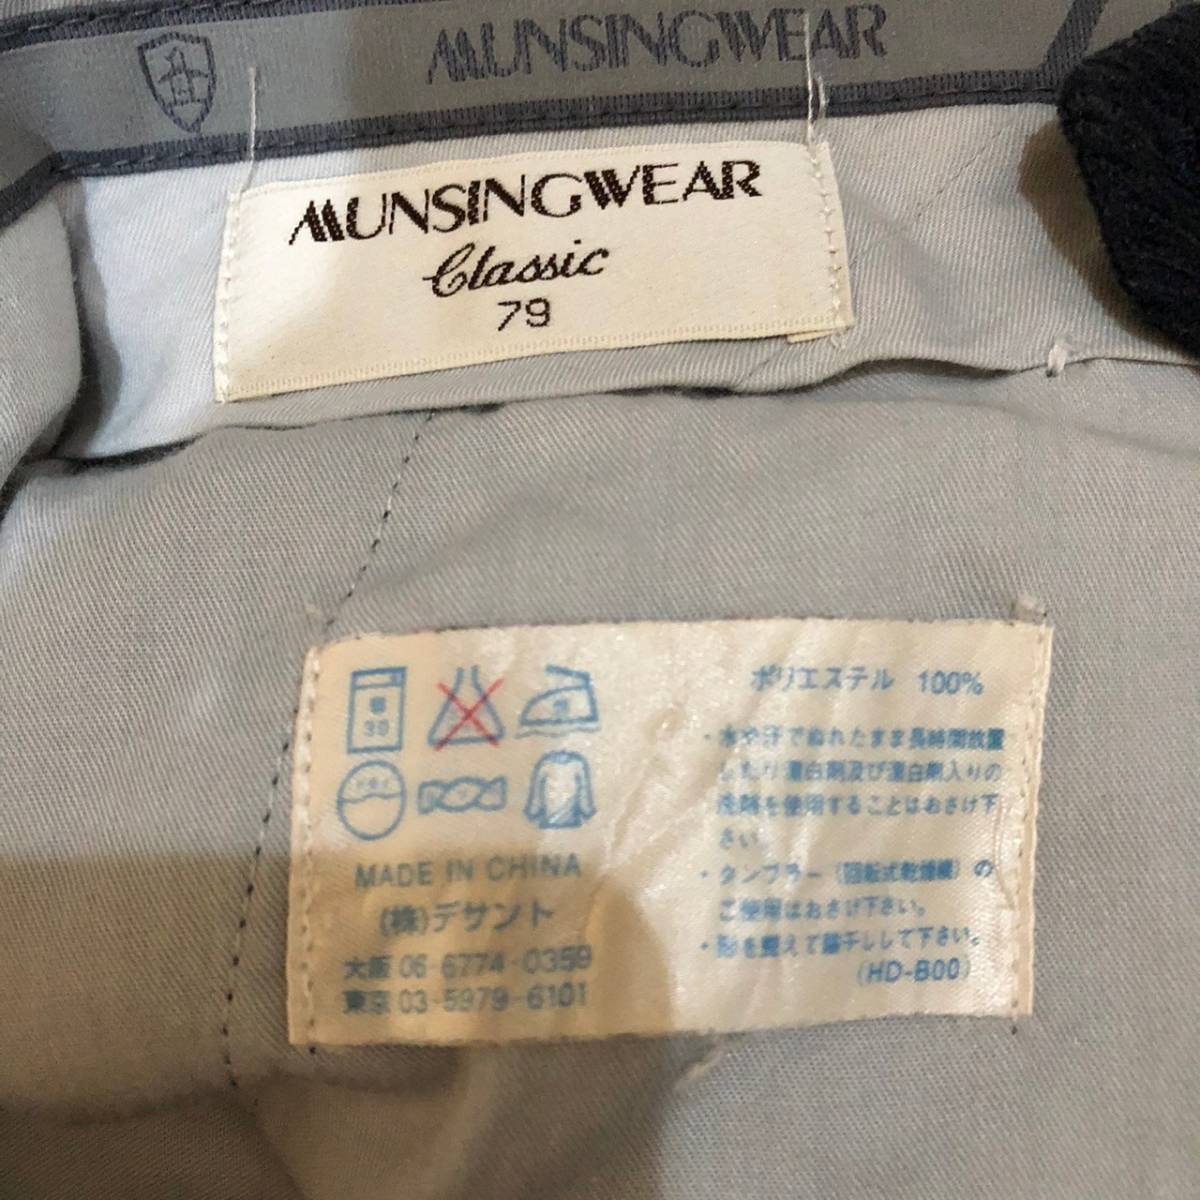 MUNSINGWEAR
MUNSINGWEAR
Classic
79
30
ポリエステル 100%
・水や汗でぬれたまま長時間放置
したり漂白剤及び漂白剤入りの
洗剤を使用することはおさけ下
さい。
・タンブラー(回転式乾燥機)の
ご使用はおさけ下さい。
・形を整えて陰干しして下さい。
(HD-B00)
MADE IN CHINA
(株)デサント
大阪 06-6774-0359
東京 03-5979-6101